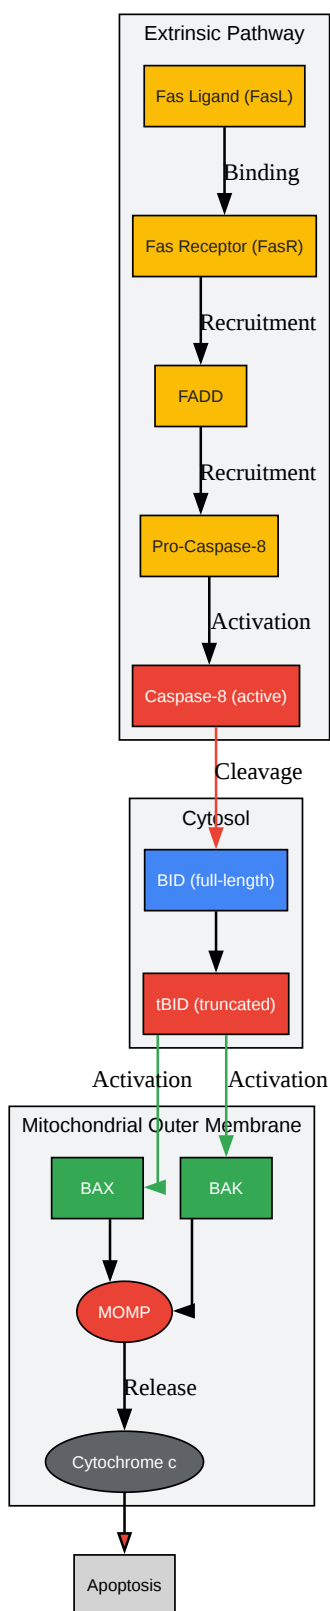 Extrinsic Pathway
Fas Ligand (FasL)
Binding
Fas Receptor (FasR)
Recruitment
FADD
Recruitment
Pro-Caspase-8
Activation
Caspase-8 (active)
Cleavage
Cytosol
BID (full-length)
tBID (truncated)
Activation
Activation
Mitochondrial Outer Membrane
BAX
BAK
MOMP
Release
Cytochrome c
Apoptosis